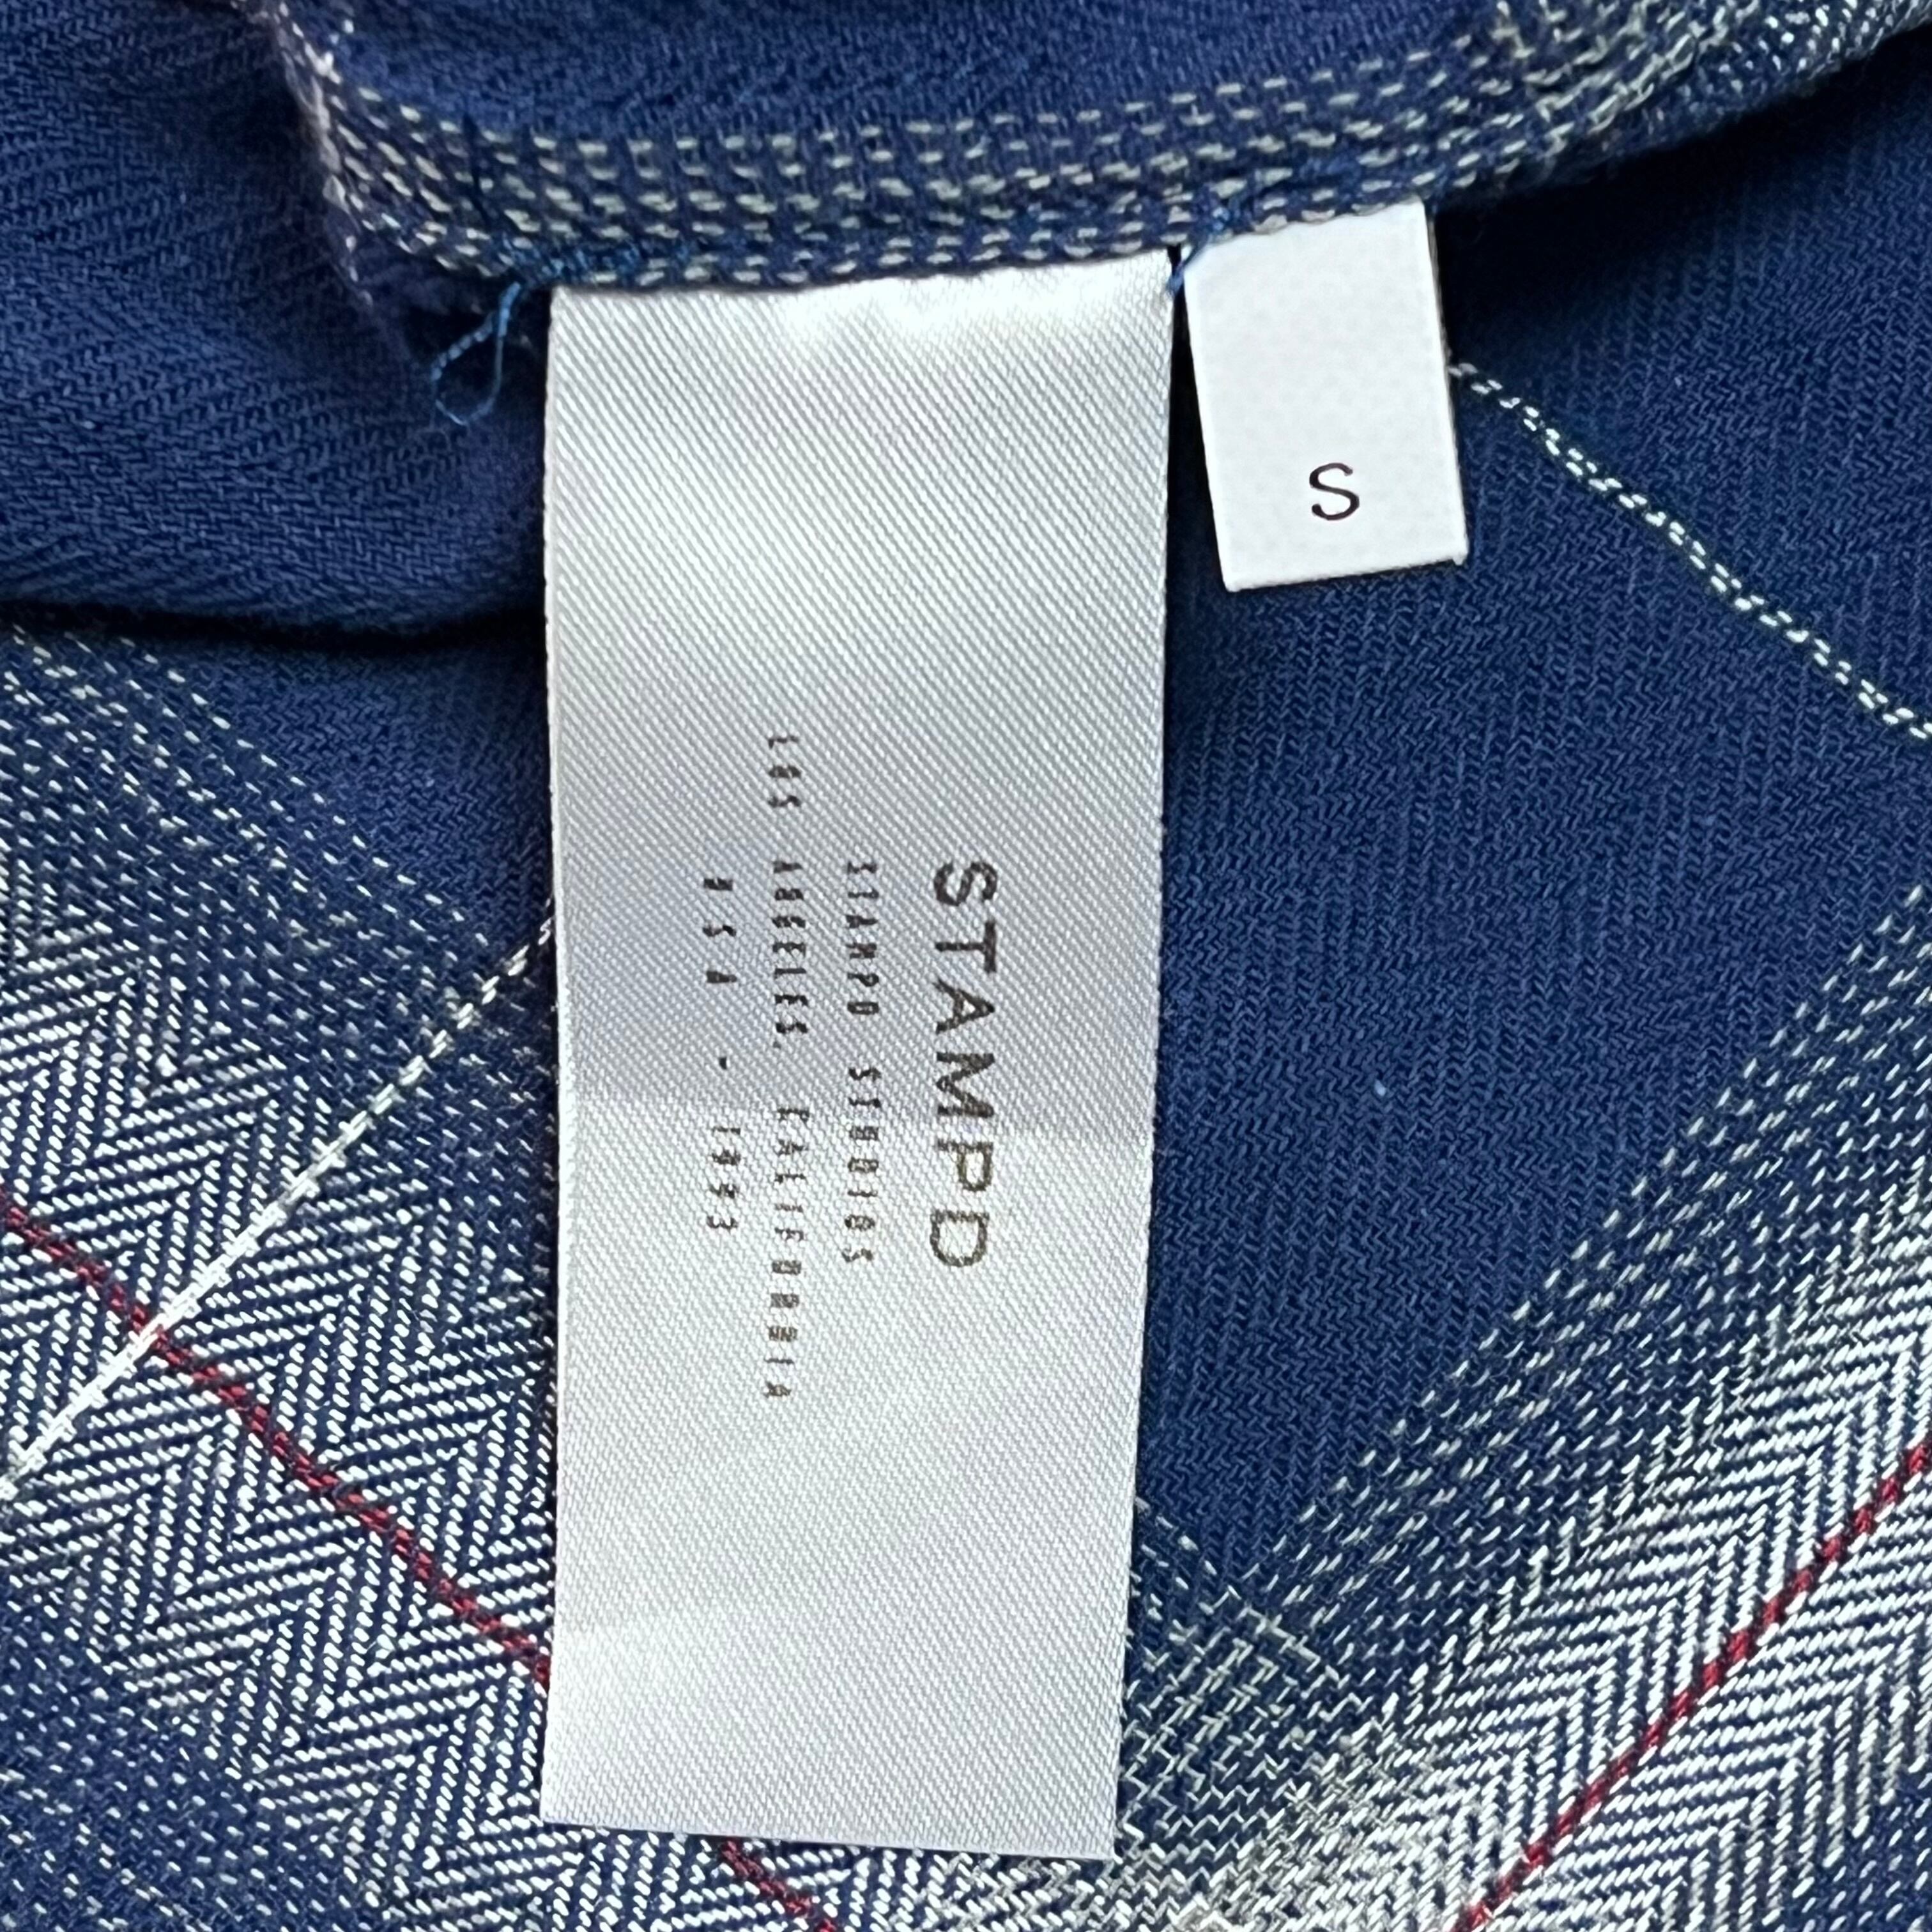 STAMPD
STAMPD STUDIOS
LOS ANGELES, CALIFORNIA
USA - 1993
S